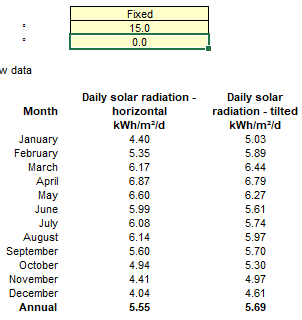 Fixed
° 15.0
° 0.0
w data
Daily solar radiation - Daily solar
Month horizontal radiation - tilted
kWh/m²/d kWh/m²/d
January 4.40 5.03
February 5.35 5.89
March 6.17 6.44
April 6.87 6.79
May 6.60 6.27
June 5.99 5.61
July 6.08 5.74
August 6.14 5.97
September 5.60 5.70
October 4.94 5.30
November 4.41 4.97
December 4.04 4.61
Annual 5.55 5.69